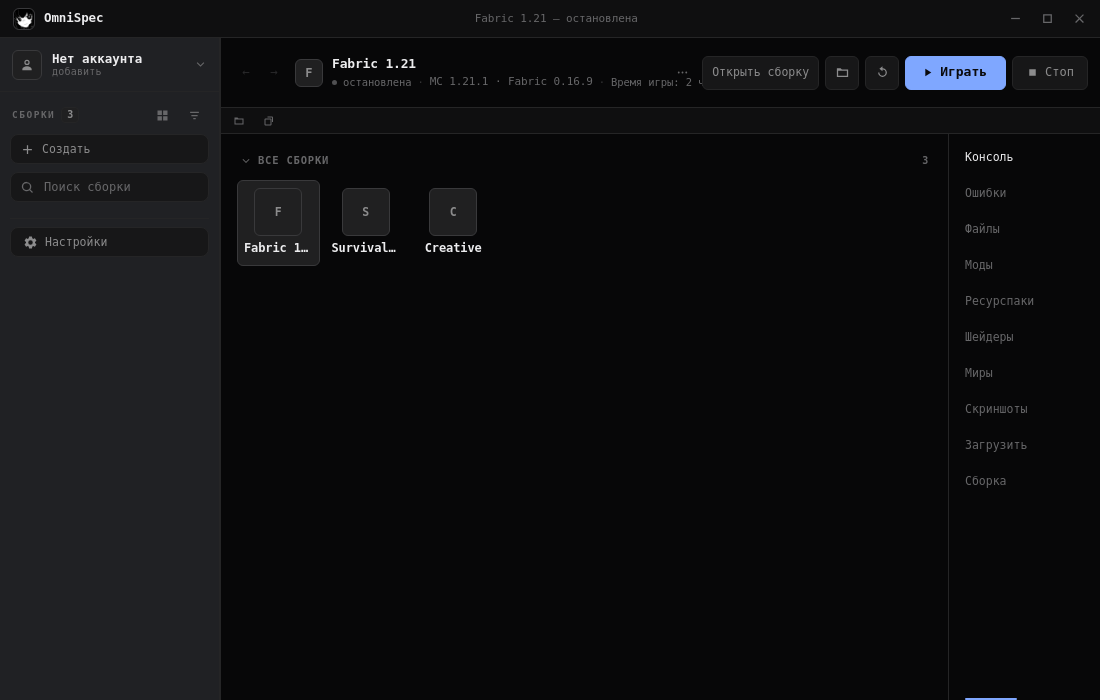 OmniSpec
Fabric 1.21 — остановлена
Нет аккаунта
добавить
СБОРКИ 3
Создать
Поиск сборки
Настройки
← →
F
Fabric 1.21
остановлена · MC 1.21.1 · Fabric 0.16.9 · Время игры: 2
...
Открыть сборку
Играть
Стоп
ВСЕ СБОРКИ
3
F
S
C
Fabric 1…
Survival…
Creative
Консоль
Ошибки
Файлы
Моды
Ресурспаки
Шейдеры
Миры
Скриншоты
Загрузить
Сборка